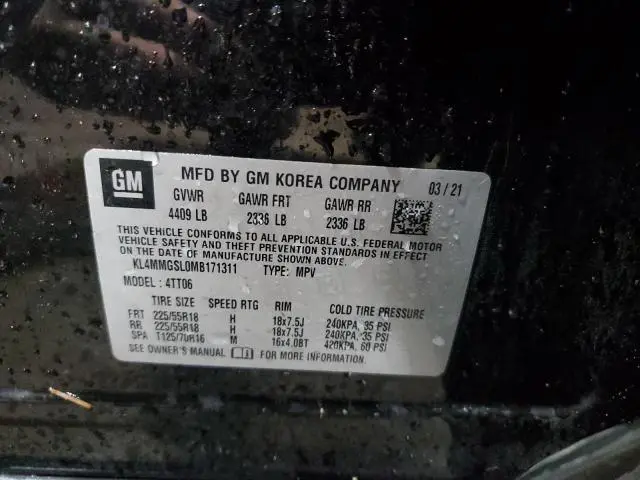 GM
MFD BY GM KOREA COMPANY 03 / 21
GVWR GAWR FRT GAWR RR
4409 LB 2336 LB 2336 LB
THIS VEHICLE CONFORMS TO ALL APPLICABLE U.S. FEDERAL MOTOR
VEHICLE SAFETY AND THEFT PREVENTION STANDARDS IN EFFECT
ON THE DATE OF MANUFACTURE SHOWN ABOVE.
KL4MMGSL0MB171311 TYPE: MPV
MODEL : 4TT06
TIRE SIZE SPEED RTG RIM COLD TIRE PRESSURE
FRT 225/55R18 H 18x7.5J 240KPA, 35 PSI
RR 225/55R18 H 18x7.5J 240KPA, 35 PSI
SPA T125/70R16 M 16x4.0BT 420KPA, 60 PSI
SEE OWNER'S MANUAL FOR MORE INFORMATION.